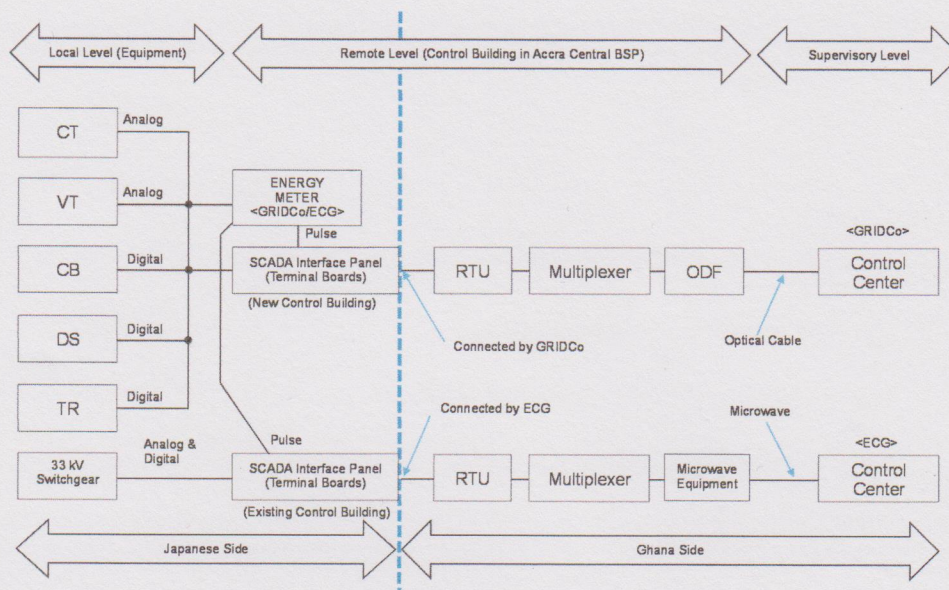 Local Level (Equipment)
Remote Level (Control Building in Accra Central BSP)
Supervisory Level
CT
Analog
VT
Analog
ENERGY
METER
<GRIDCo/ECG>
Pulse
CB
Digital
SCADA Interface Panel
(Terminal Boards)
(New Control Building)
RTU
Multiplexer
ODF
<GRIDCo>
Control
Center
DS
Digital
Connected by GRIDCo
Optical Cable
TR
Digital
Connected by ECG
Microwave
Analog &
Digital
Pulse
33 kV
Switchgear
SCADA Interface Panel
(Terminal Boards)
(Existing Control Building)
RTU
Multiplexer
Microwave
Equipment
<ECG>
Control
Center
Japanese Side
Ghana Side